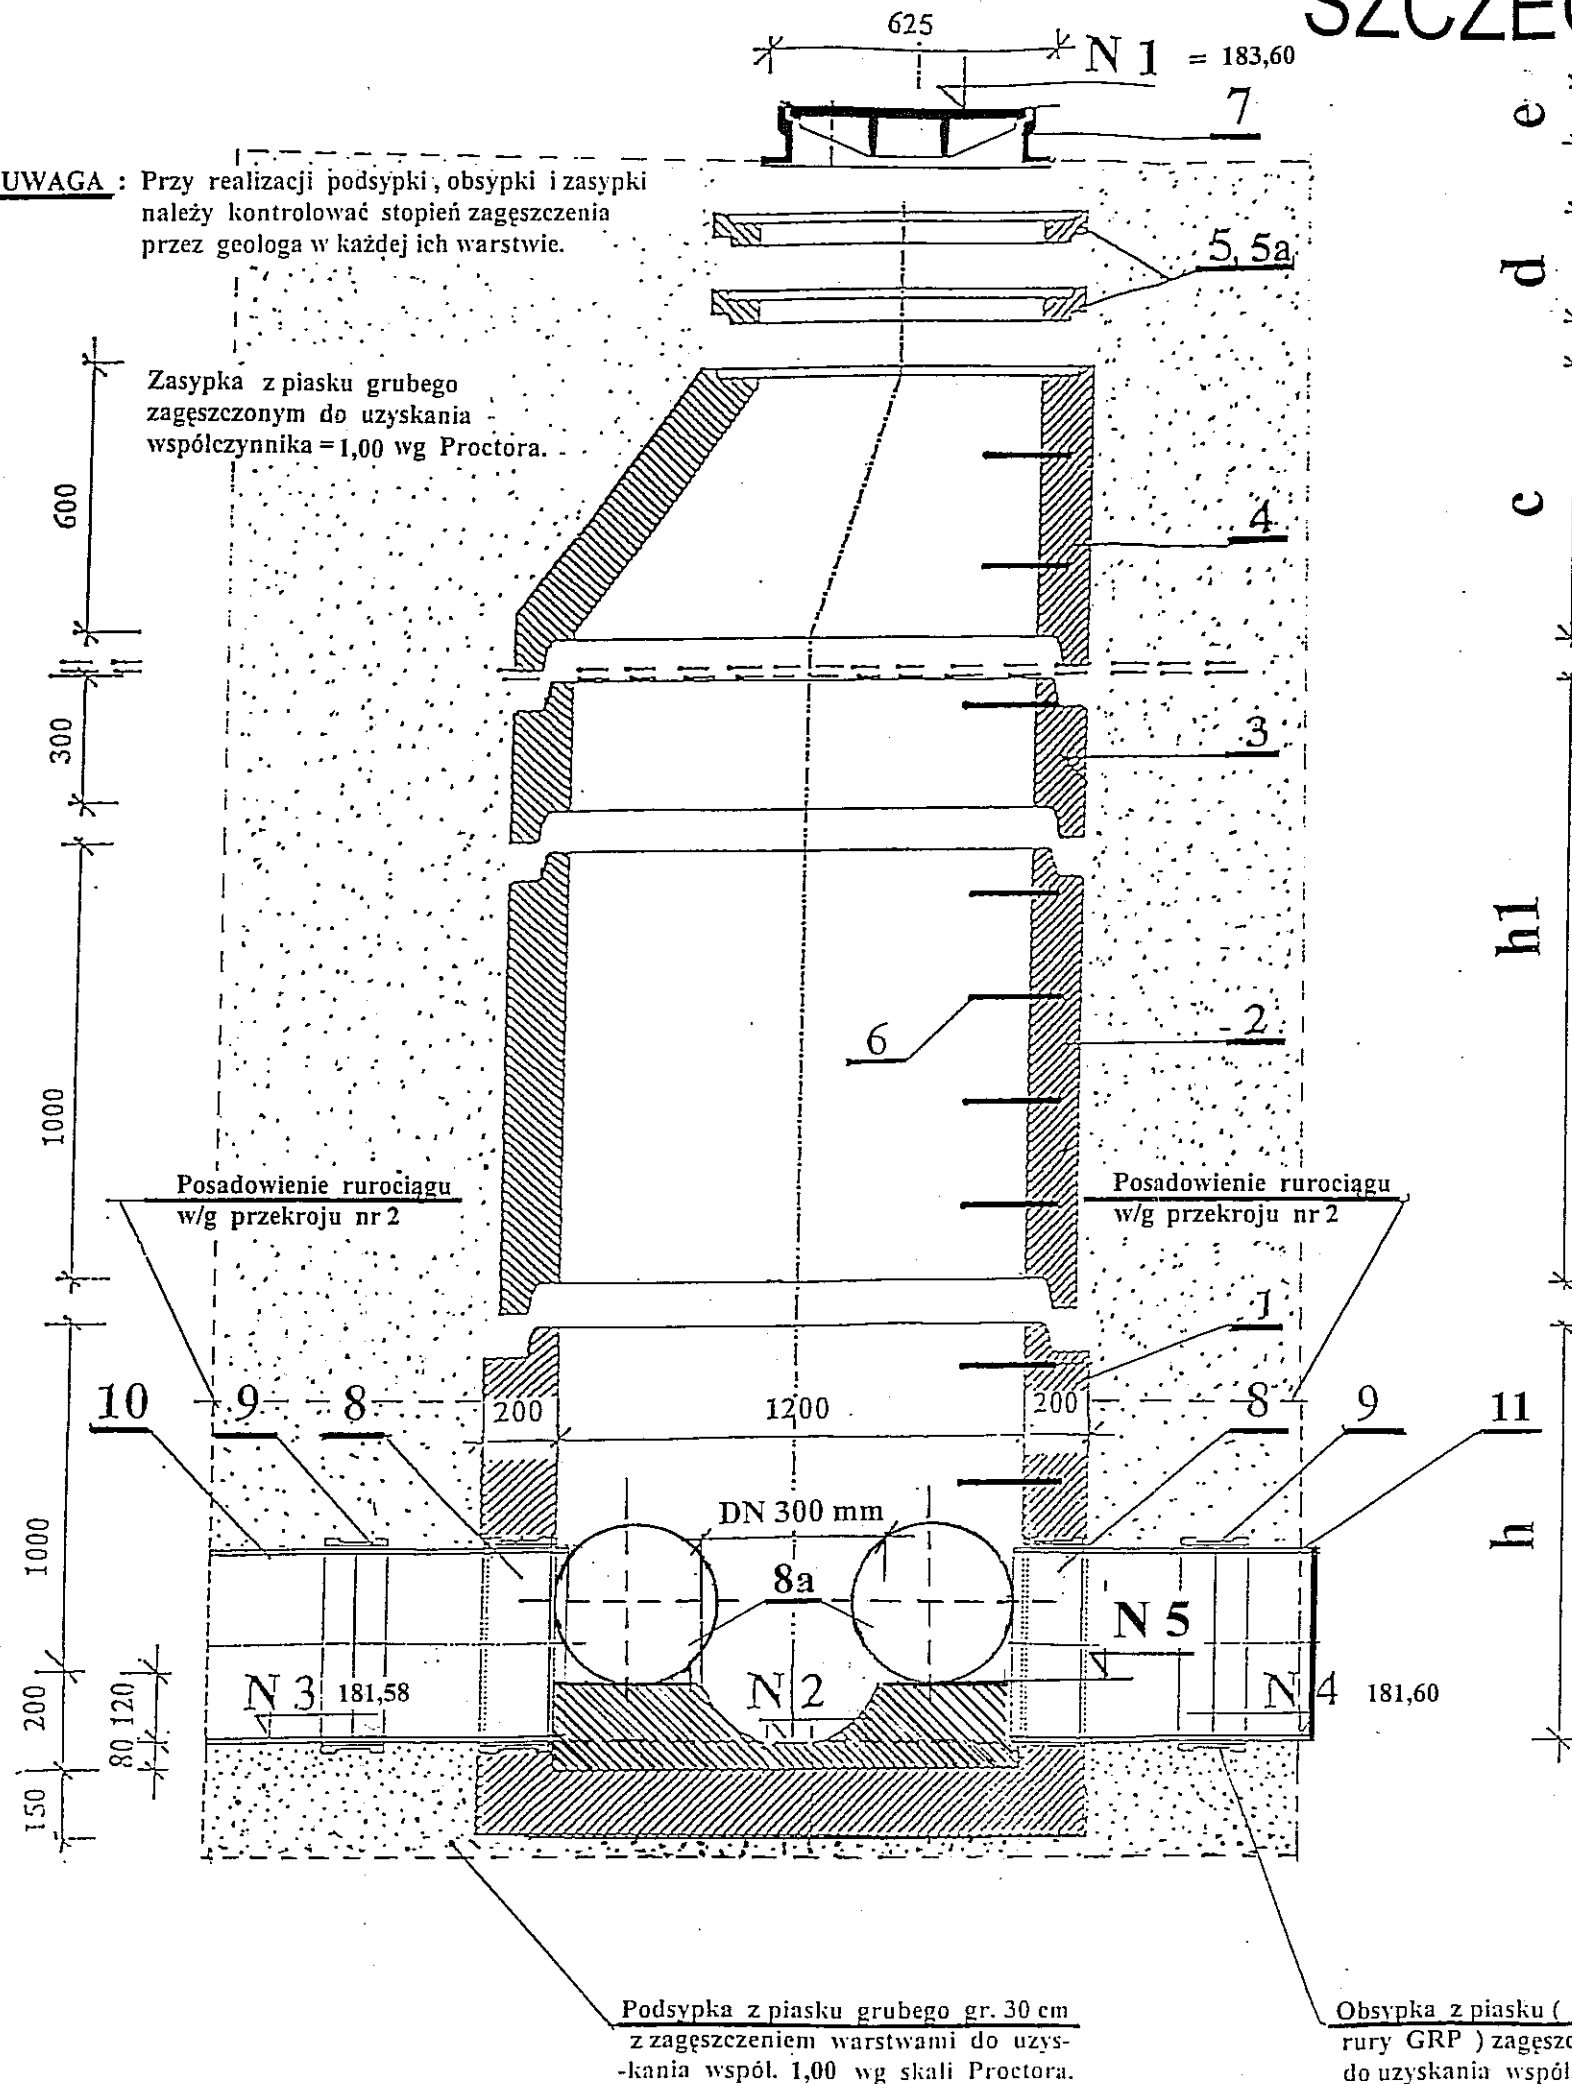 SZCZEG
625
N 1 = 183,60
7
e
UWAGA : Przy realizacji podsypki, obsypki i zasypki
należy kontrolować stopień zagęszczenia
przez geologa w każdej ich warstwie.
5, 5a
d
Zasypka z piasku grubego
zagęszczonym do uzyskania
współczynnika = 1,00 wg Proctora.
600
4
c
300
3
h1
6
2
1000
Posadowienie rurociągu
w/g przekroju nr 2
Posadowienie rurociągu
w/g przekroju nr 2
1
10
9
8
200
1200
200
8
9
11
DN 300 mm
1000
h
8a
N 5
N 3 181,58
N 2
N 4 181,60
200
120
80
150
Podsypka z piasku grubego gr. 30 cm
z zagęszczeniem warstwami do uzys-
-kania współ. 1,00 wg skali Proctora.
Obsypka z piasku (
rury GRP ) zagęszc
do uzyskania współ